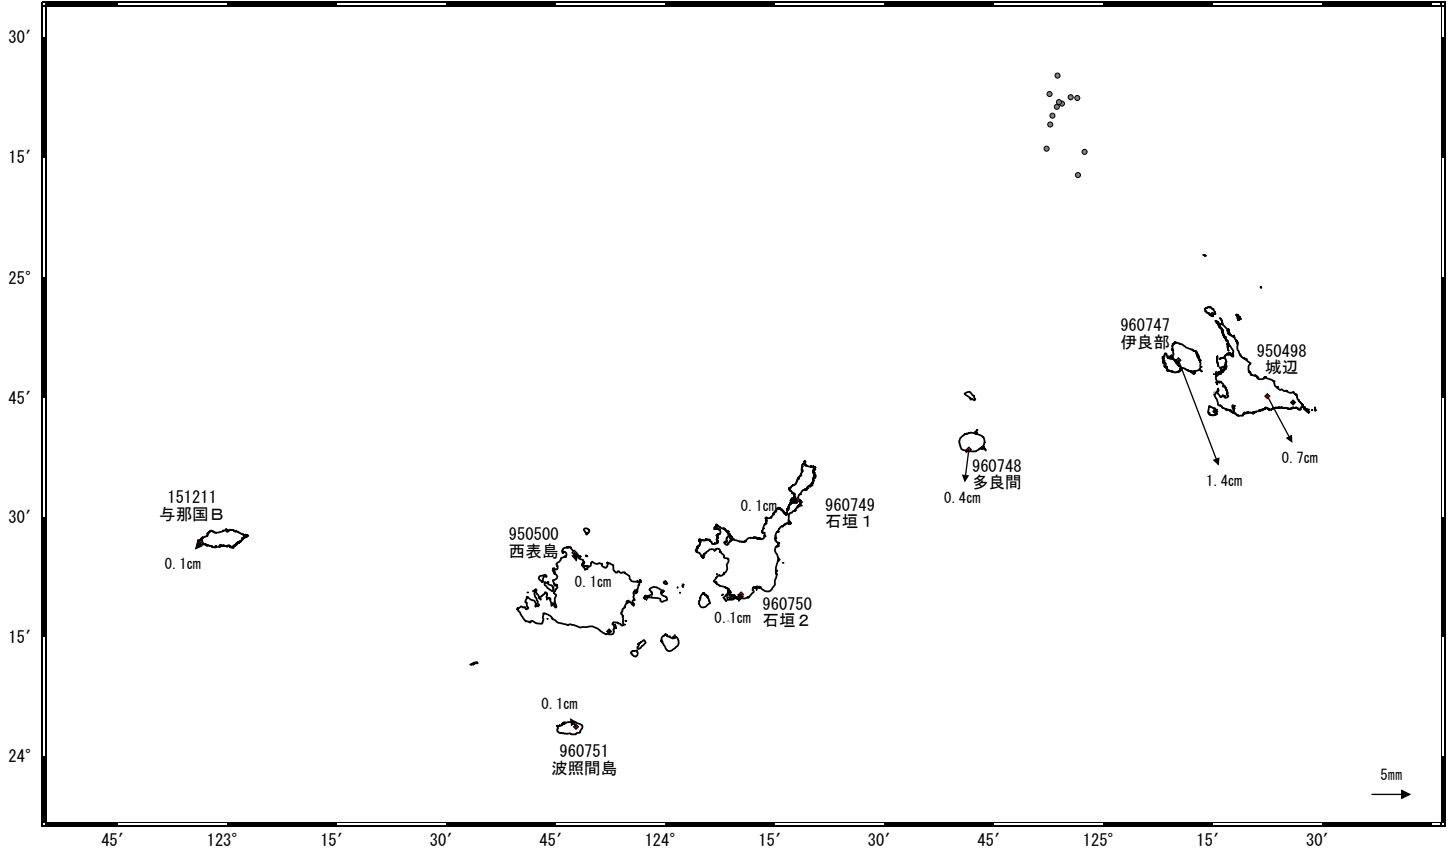 30′
15′
25°
45′
30′
15′
24°
960747
伊良部
950498
城辺
0.7cm
1.4cm
960748
多良間
0.4cm
960749
石垣1
0.1cm
151211
与那国B
0.1cm
950500
西表島
0.1cm
960750
石垣2
0.1cm
0.1cm
960751
波照間島
5mm
45′ 123° 15′ 30′ 45′ 124° 15′ 30′ 45′ 125° 15′ 30′